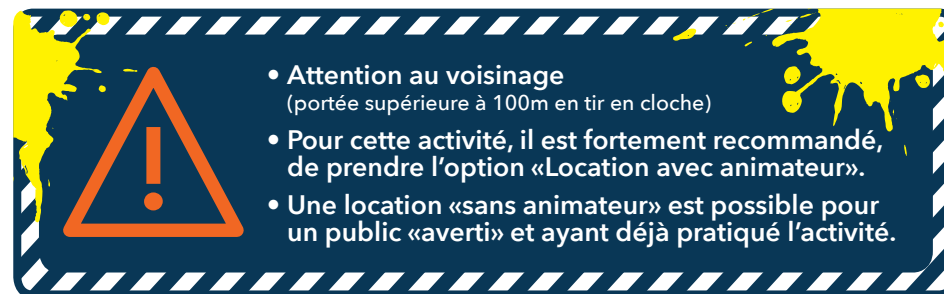 • Attention au voisinage
(portée supérieure à 100m en tir en cloche)
• Pour cette activité, il est fortement recommandé,
de prendre l’option «Location avec animateur».
• Une location «sans animateur» est possible pour
un public «averti» et ayant déjà pratiqué l’activité.